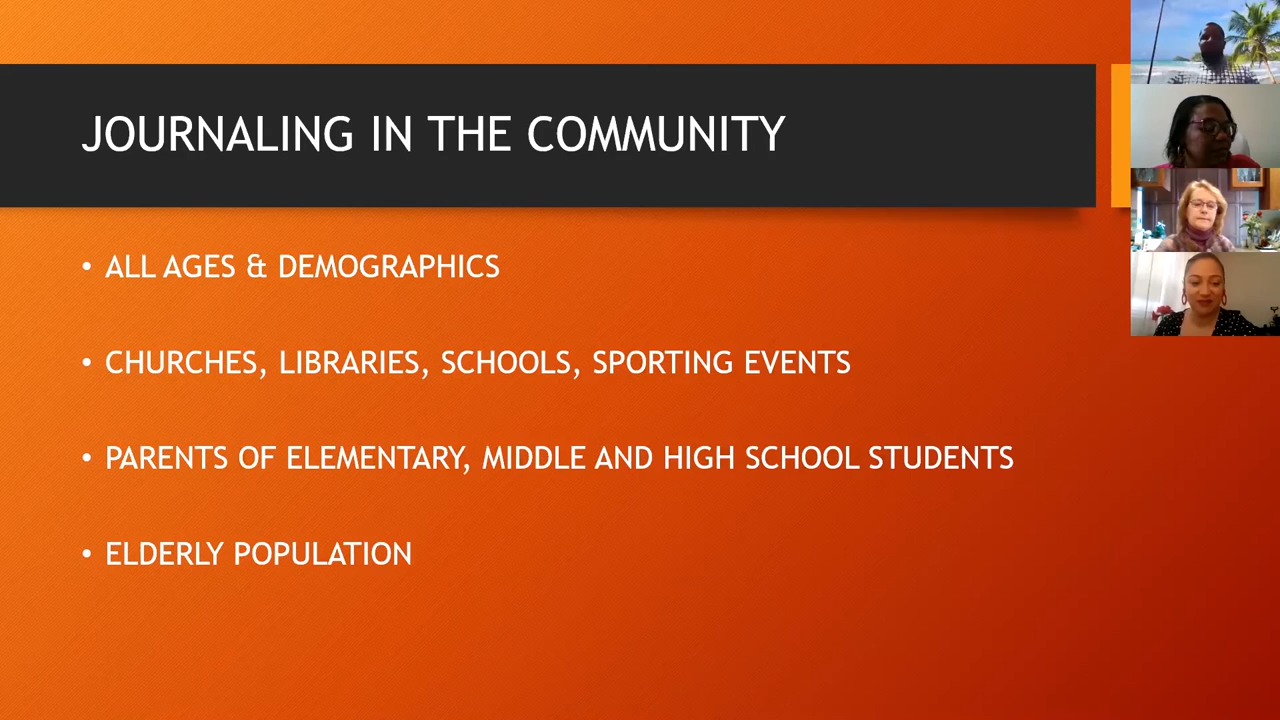 JOURNALING IN THE COMMUNITY
• ALL AGES & DEMOGRAPHICS
• CHURCHES, LIBRARIES, SCHOOLS, SPORTING EVENTS
• PARENTS OF ELEMENTARY, MIDDLE AND HIGH SCHOOL STUDENTS
• ELDERLY POPULATION